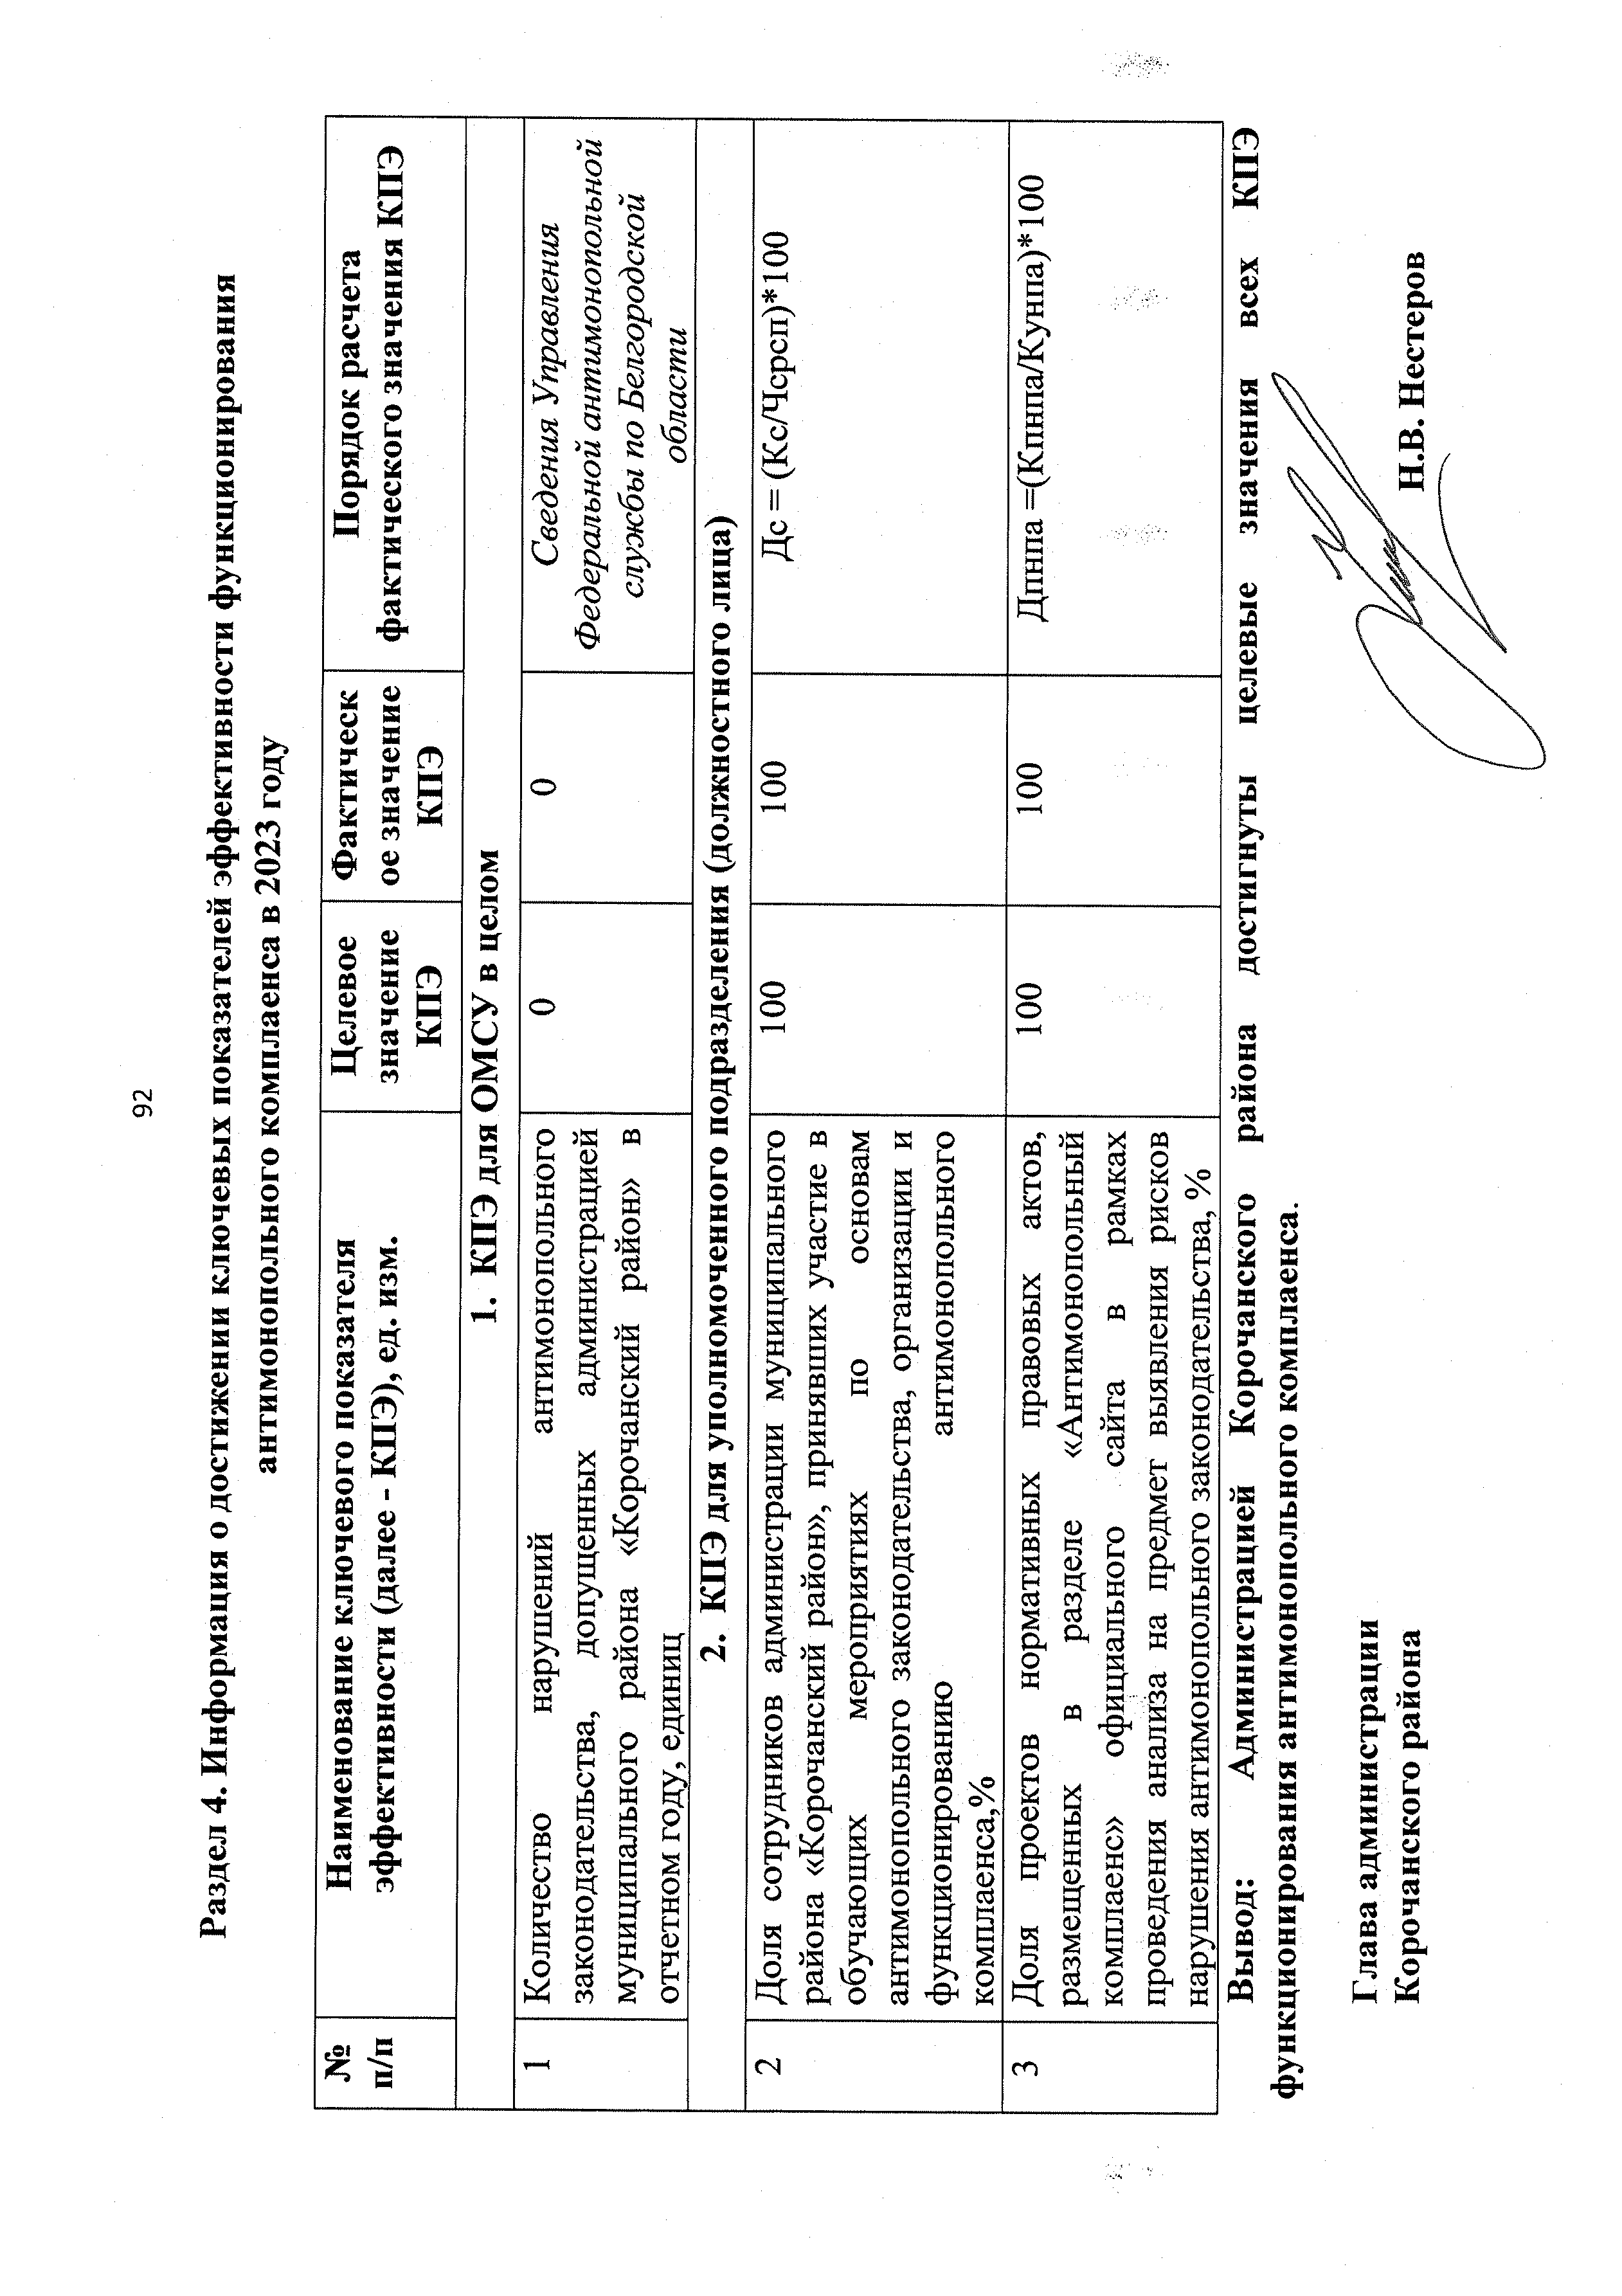 92
Раздел 4. Информация о достижении ключевых показателей эффективности функционирования
антимонопольного комплаенса в 2023 году
№
п/п
Наименование ключевого показателя
эффективности (далее - КПЭ), ед. изм.
Целевое
значение
КПЭ
Фактическ
ое значение
КПЭ
Порядок расчета
фактического значения КПЭ
1. КПЭ для ОМСУ в целом
1
Количество нарушений антимонопольного
законодательства, допущенных администрацией
муниципального района «Корочанский район» в
отчетном году, единиц
0
0
Сведения Управления
Федеральной антимонопольной
службы по Белгородской
области
2. КПЭ для уполномоченного подразделения (должностного лица)
2
Доля сотрудников администрации муниципального
района «Корочанский район», принявших участие в
обучающих мероприятиях по основам
антимонопольного законодательства, организации и
функционированию антимонопольного
комплаенса,%
100
100
Дс = (Кс/Чсрсп)*100
3
Доля проектов нормативных правовых актов,
размещенных в разделе «Антимонопольный
комплаенс» официального сайта в рамках
проведения анализа на предмет выявления рисков
нарушения антимонопольного законодательства, %
100
100
Дпнпа =(Кпнпа/Кунпа)*100
Вывод: Администрацией Корочанского района достигнуты целевые значения всех КПЭ
функционирования антимонопольного комплаенса.
Глава администрации
Корочанского района
Н.В. Нестеров